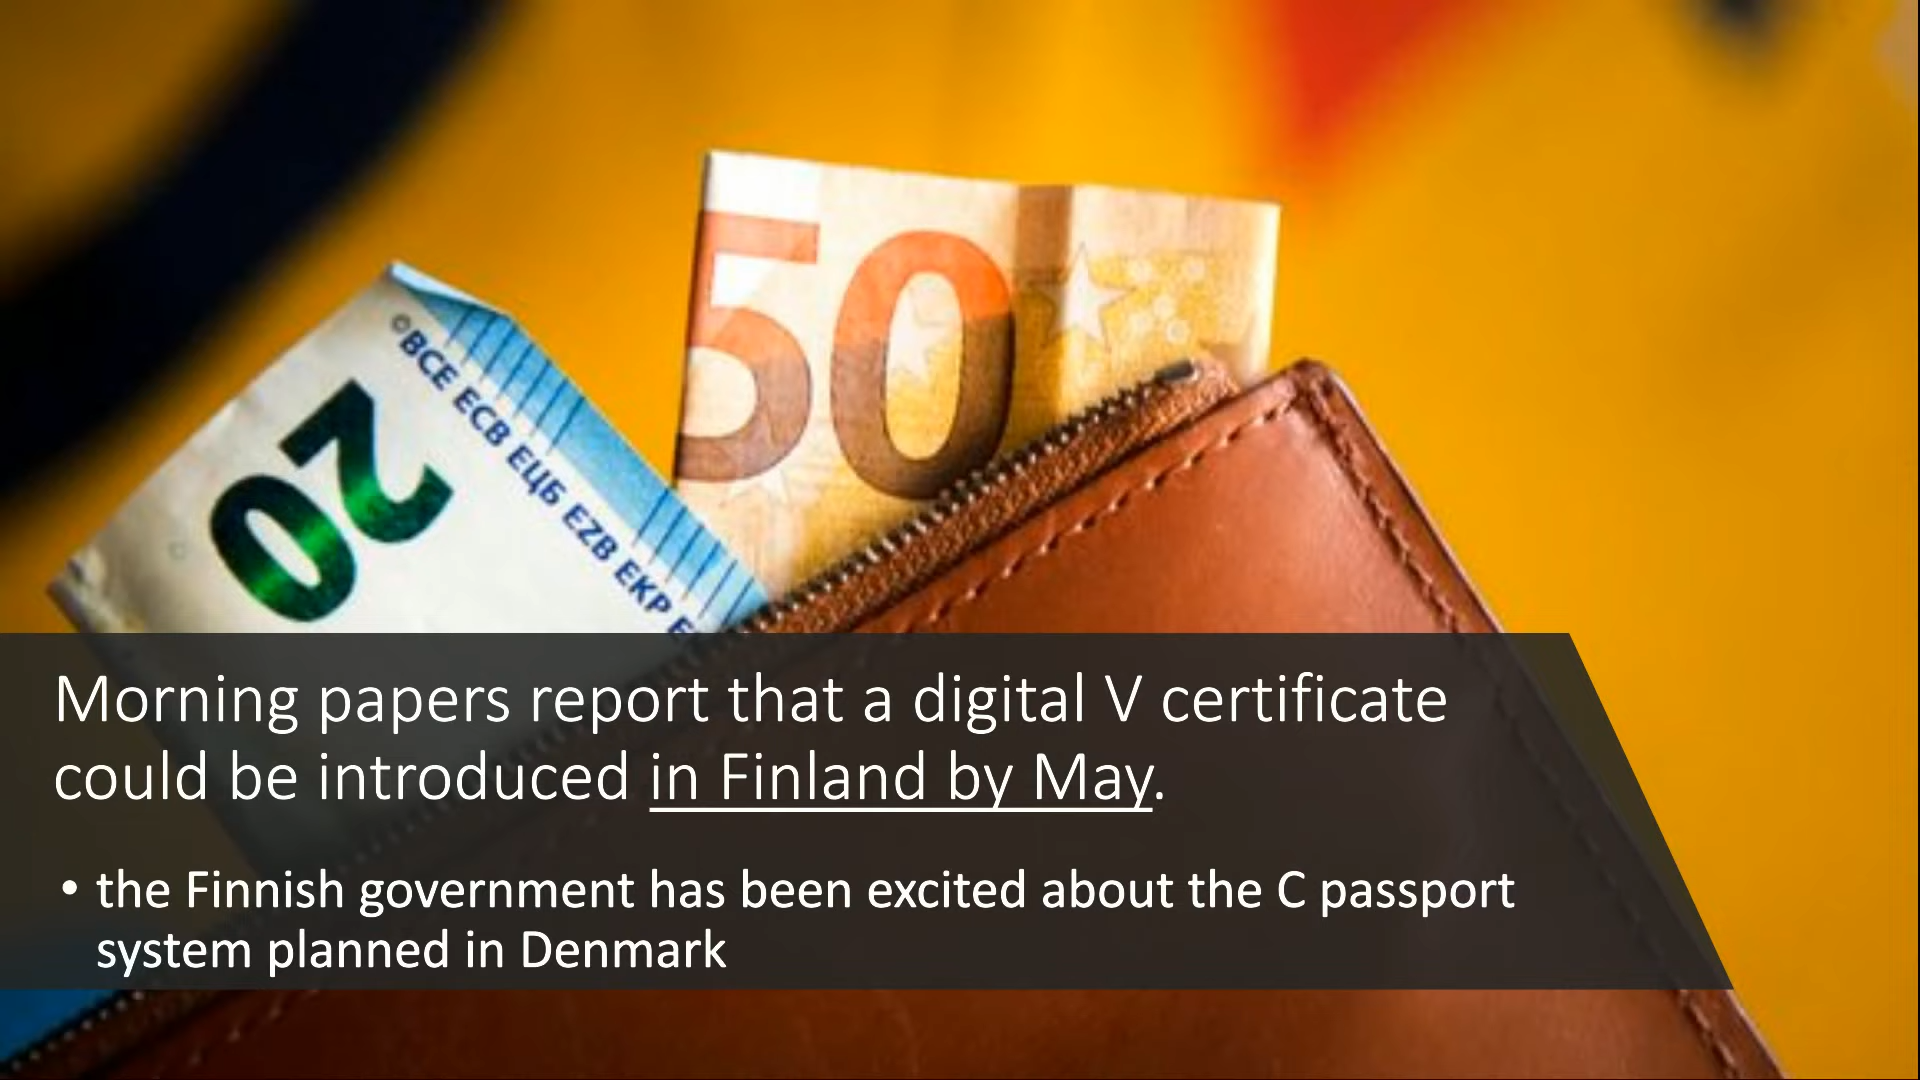 50
20
©BCE ECB ЕЦБ EZB EKP
Morning papers report that a digital V certificate
could be introduced in Finland by May.
• the Finnish government has been excited about the C passport
system planned in Denmark